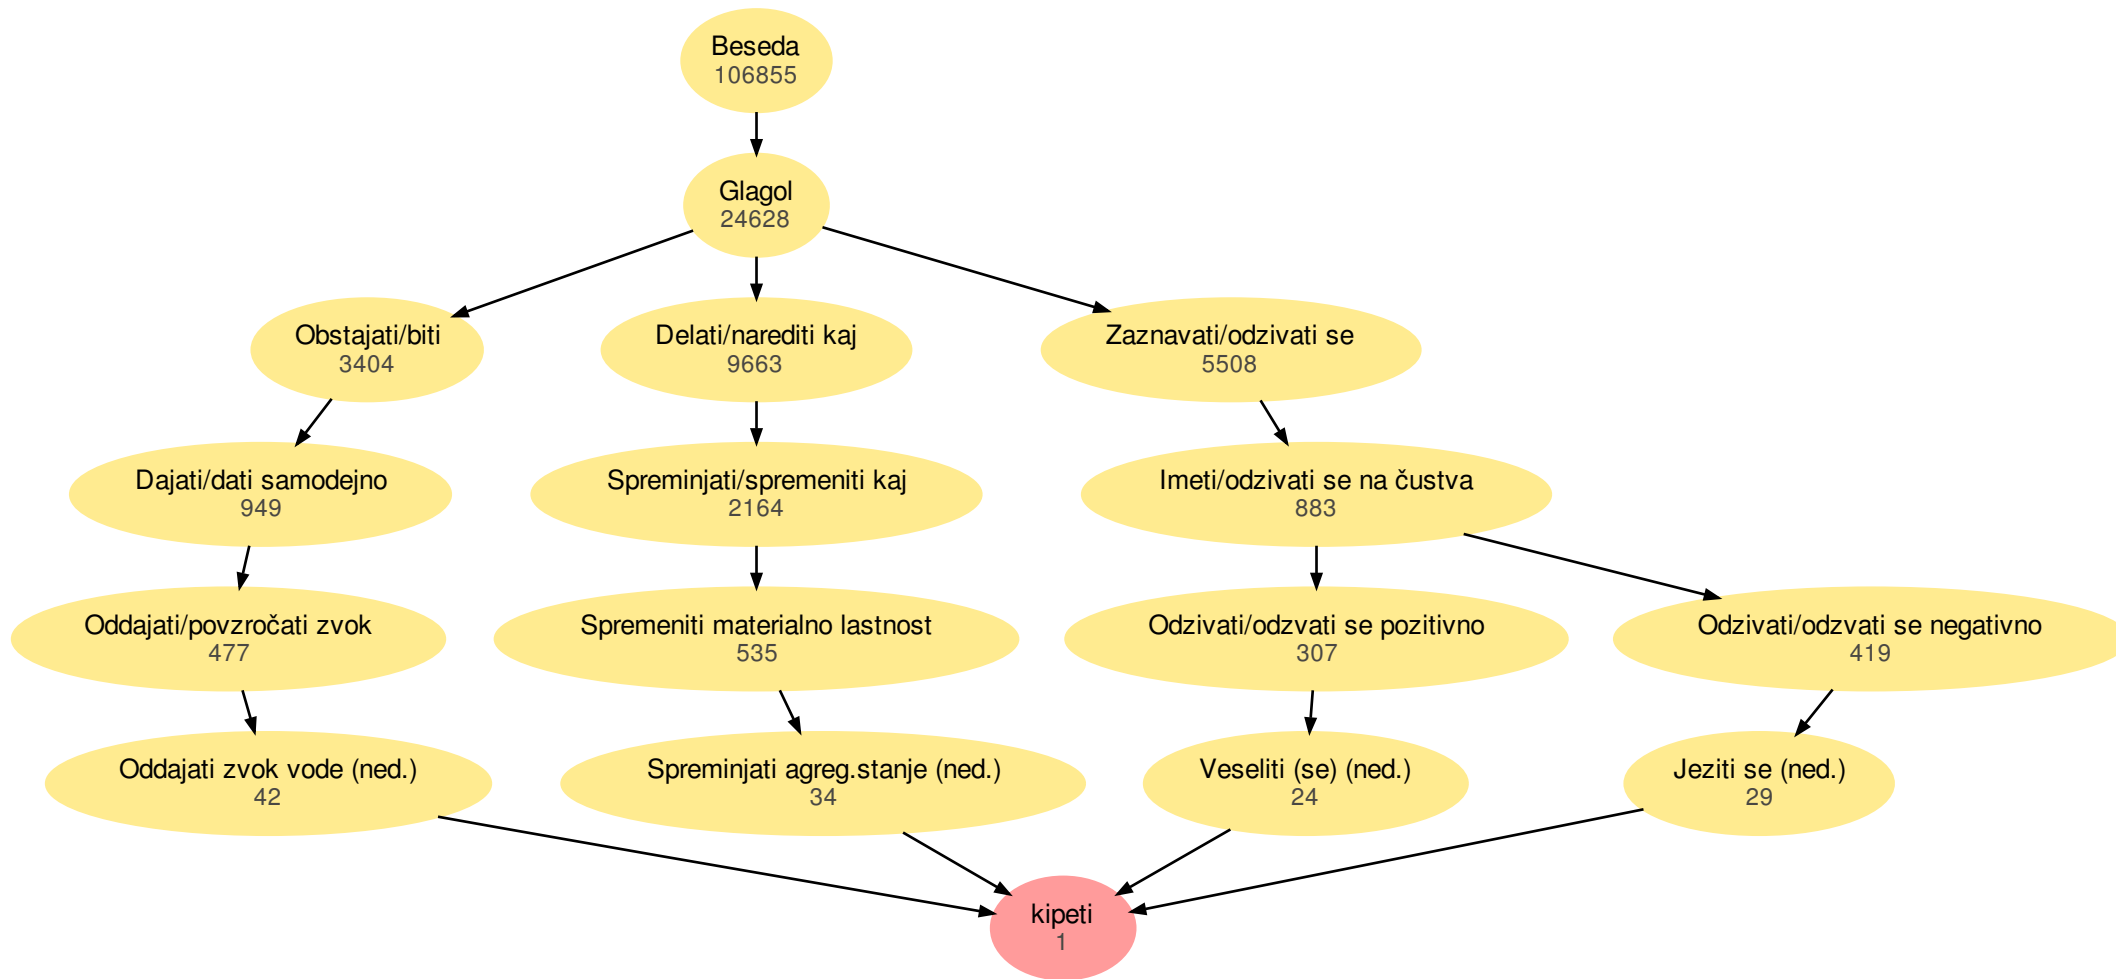 Beseda
106855
Glagol
24628
Obstajati/biti
3404
Delati/narediti kaj
9663
Zaznavati/odzivati se
5508
Dajati/dati samodejno
949
Spreminjati/spremeniti kaj
2164
Imeti/odzivati se na čustva
883
Oddajati/povzročati zvok
477
Spremeniti materialno lastnost
535
Odzivati/odzvati se pozitivno
307
Odzivati/odzvati se negativno
419
Oddajati zvok vode (ned.)
42
Spreminjati agreg.stanje (ned.)
34
Veseliti (se) (ned.)
24
Jeziti se (ned.)
29
kipeti
1